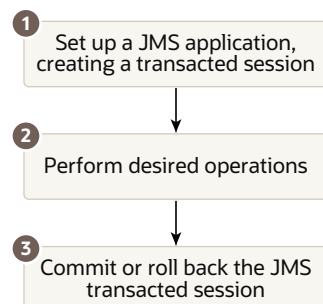 1
Set up a JMS application,
creating a transacted session
2
Perform desired operations
3
Commit or roll back the JMS
transacted session